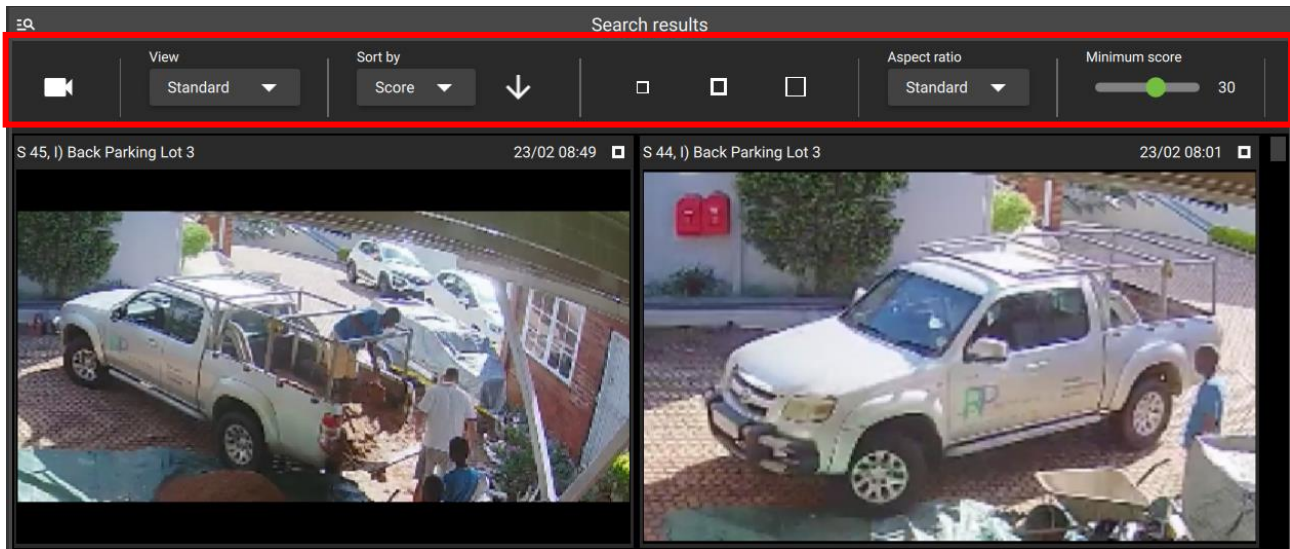 Search results
View
Sort by
Aspect ratio
Minimum score
Standard
Score
Standard
30
S 45, I) Back Parking Lot 3
23/02 08:49
S 44, I) Back Parking Lot 3
23/02 08:01